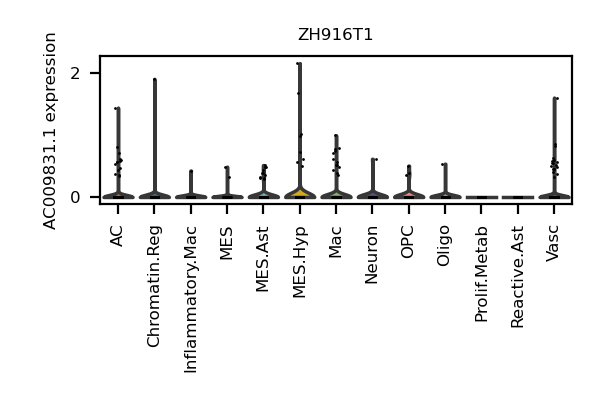 ZH916T1
AC009831.1 expression
2
0
AC
Chromatin.Reg
Inflammatory.Mac
MES
MES.Ast
MES.Hyp
Mac
Neuron
OPC
Oligo
Prolif.Metab
Reactive.Ast
Vasc